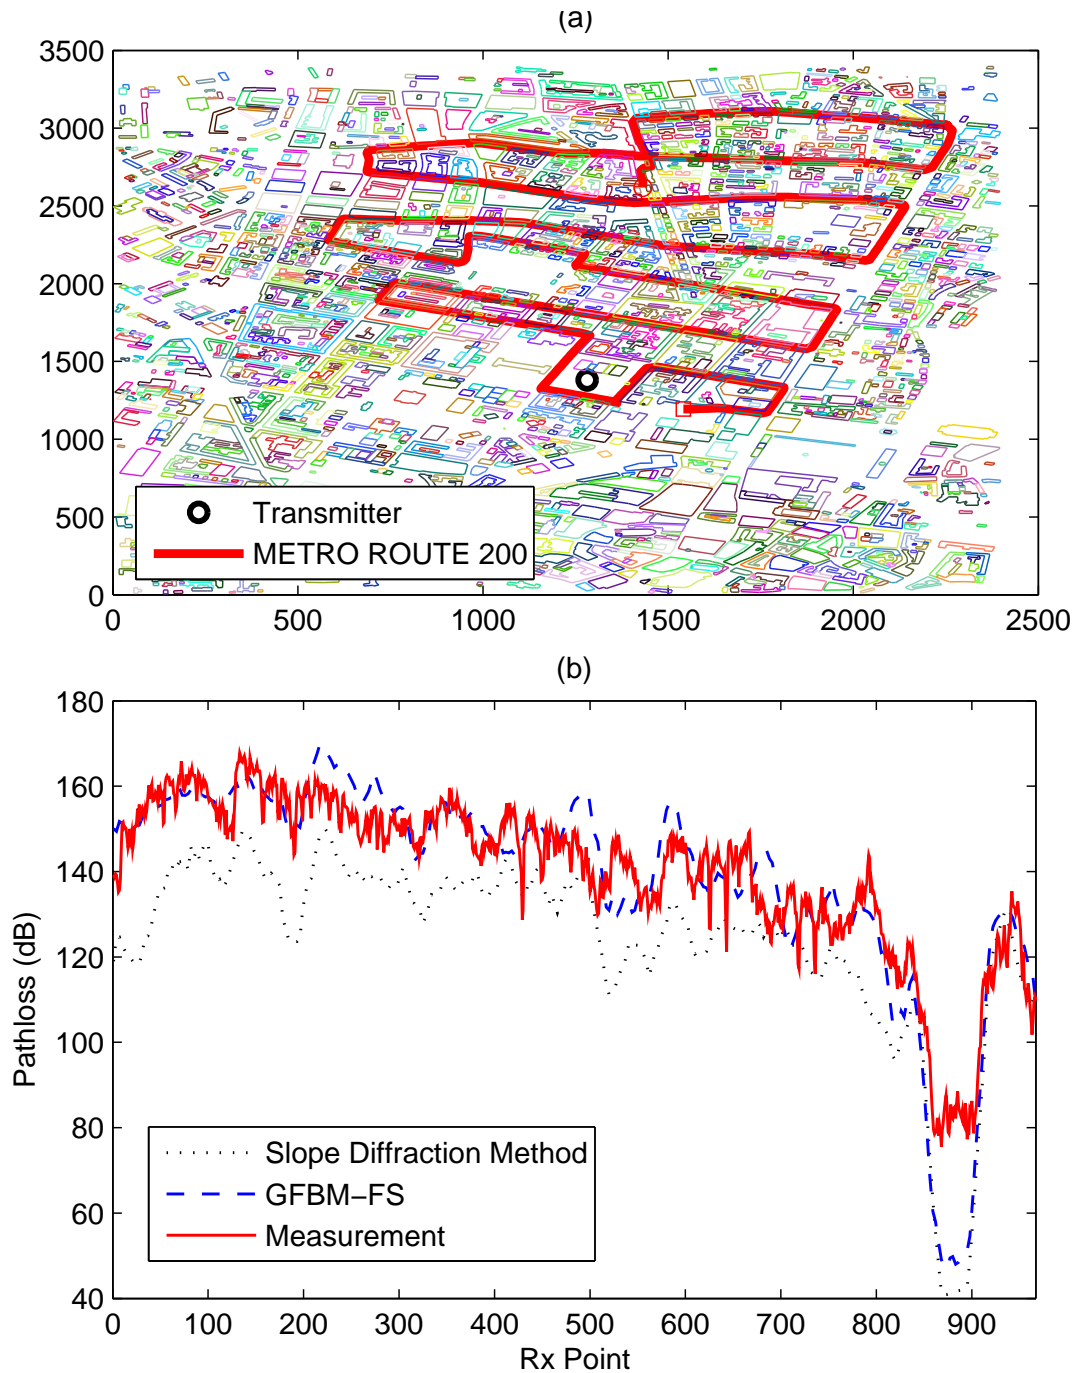 (a)
3500
3000
2500
2000
1500
1000
500
0
Transmitter
METRO ROUTE 200
0 500 1000 1500 2000 2500
(b)
180
160
140
120
100
80
60
40
Pathloss (dB)
Slope Diffraction Method
GFBM−FS
Measurement
0 100 200 300 400 500 600 700 800 900
Rx Point